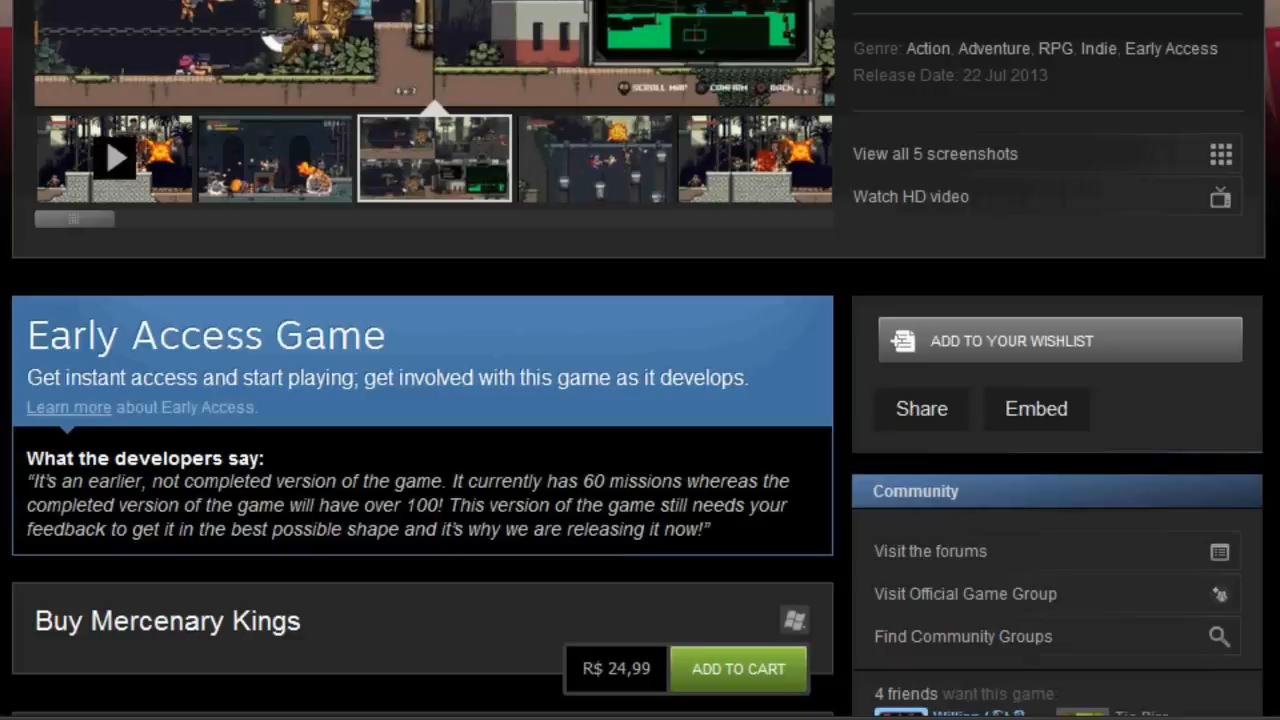 SCROLL MAP CONFIRM BACK
Genre: Action, Adventure, RPG, Indie, Early Access
Release Date: 22 Jul 2013
View all 5 screenshots
Watch HD video
Early Access Game
Get instant access and start playing; get involved with this game as it develops.
Learn more about Early Access.
What the developers say:
“It's an earlier, not completed version of the game. It currently has 60 missions whereas the
completed version of the game will have over 100! This version of the game still needs your
feedback to get it in the best possible shape and it's why we are releasing it now!”
Buy Mercenary Kings
R$ 24,99
ADD TO CART
ADD TO YOUR WISHLIST
Share
Embed
Community
Visit the forums
Visit Official Game Group
Find Community Groups
4 friends want this game: